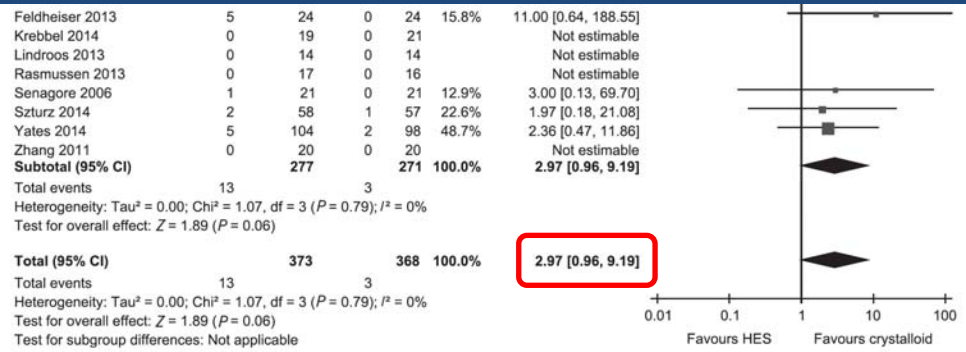 Feldheiser 2013 5 24 0 24 15.8% 11.00 [0.64, 188.55]
Krebbel 2014 0 19 0 21 Not estimable
Lindroos 2013 0 14 0 14 Not estimable
Rasmussen 2013 0 17 0 16 Not estimable
Senagore 2006 1 21 0 21 12.9% 3.00 [0.13, 69.70]
Szturz 2014 2 58 1 57 22.6% 1.97 [0.18, 21.08]
Yates 2014 5 104 2 98 48.7% 2.36 [0.47, 11.86]
Zhang 2011 0 20 0 20 Not estimable
Subtotal (95% CI) 277 271 100.0% 2.97 [0.96, 9.19]
Total events 13 3
Heterogeneity: Tau² = 0.00; Chi² = 1.07, df = 3 (P = 0.79); I² = 0%
Test for overall effect: Z = 1.89 (P = 0.06)
Total (95% CI) 373 368 100.0% 2.97 [0.96, 9.19]
Total events 13 3
Heterogeneity: Tau² = 0.00; Chi² = 1.07, df = 3 (P = 0.79); I² = 0%
Test for overall effect: Z = 1.89 (P = 0.06)
Test for subgroup differences: Not applicable
0.01 0.1 1 10 100
Favours HES Favours crystalloid